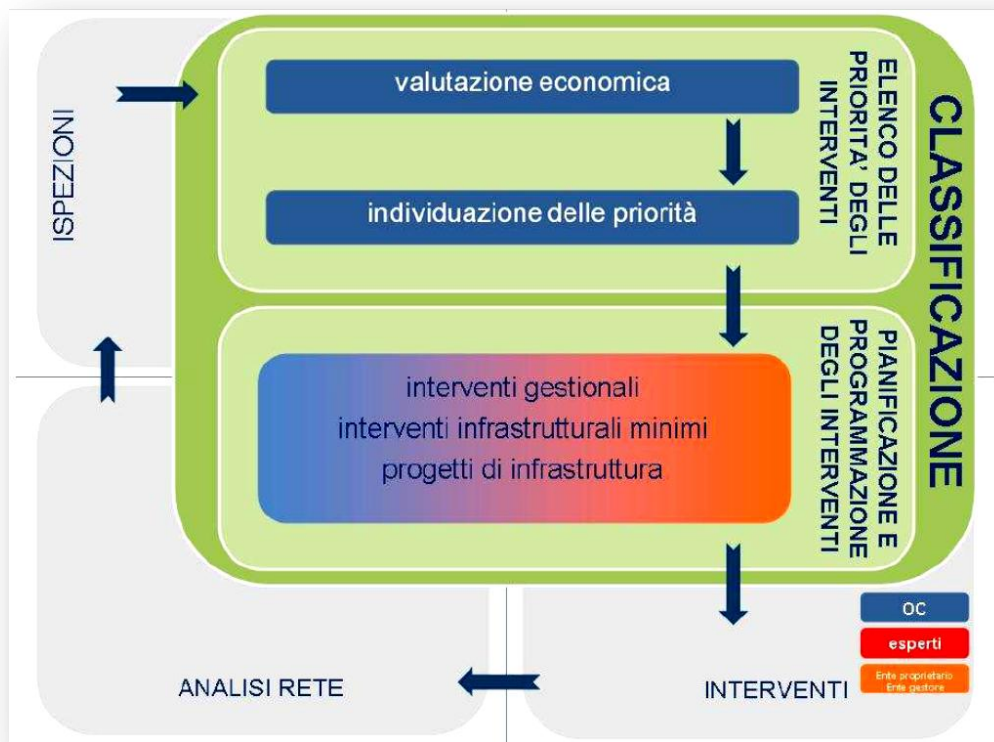 ISPEZIONI
valutazione economica
individuazione delle priorità
ELENCO DELLE
PRIORITA' DEGLI
INTERVENTI
CLASSIFICAZIONE
interventi gestionali
interventi infrastrutturali minimi
progetti di infrastruttura
PIANIFICAZIONE E
PROGRAMMAZIONE
DEGLI INTERVENTI
ANALISI RETE
INTERVENTI
OC
esperti
Ente proprietario
Ente gestore